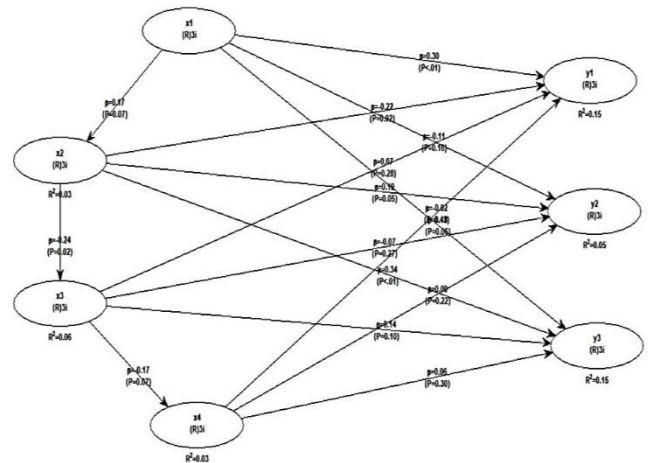 x1
(R)3i
y1
(R)3i
R²=0.15
β=0.30
(P<.01)
β=0.17
(P=0.07)
β=-0.22
(P=0.02)
β=-0.11
β=0.07
(P=0.28)
x2
(R)3i
R²=0.03
β=0.19
(P=0.05)
y2
(R)3i
R²=0.05
β=-0.02
(P=0.06)
β=-0.24
(P=0.02)
β=-0.07
(P=0.27)
β=0.34
(P<.01)
(P=0.22)
x3
(R)3i
R²=0.06
β=0.14
(P=0.10)
y3
(R)3i
R²=0.15
β=-0.17
(P=0.07)
β=0.06
(P=0.30)
x4
(R)3i
R²=0.03